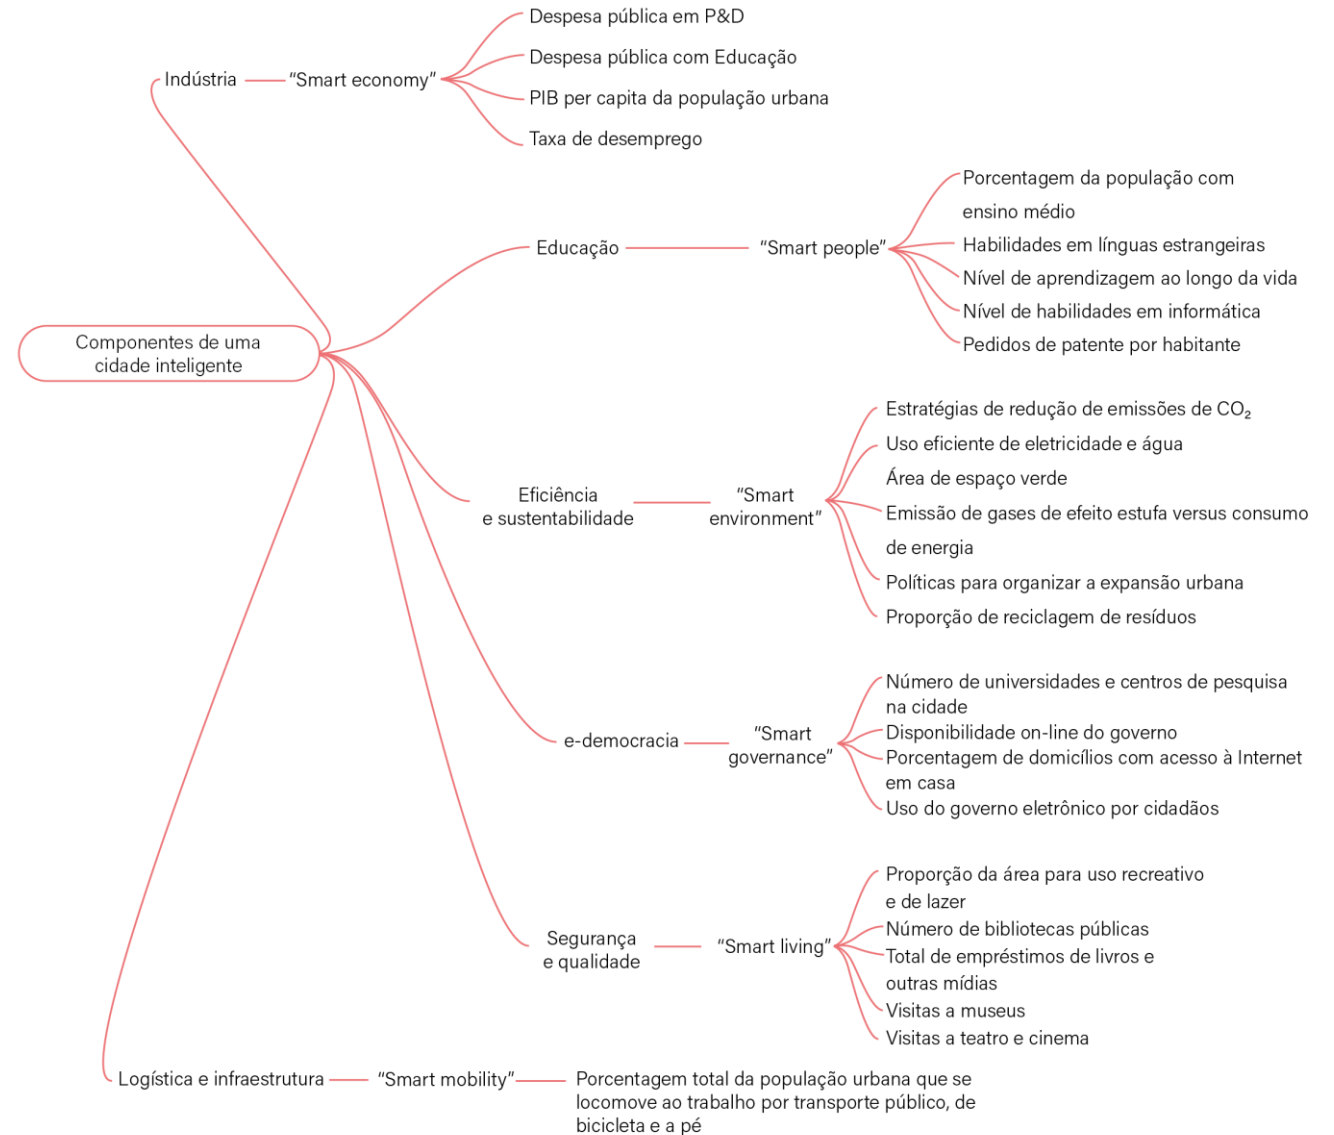 Despesa pública em P&D
Despesa pública com Educação
Indústria
“Smart economy”
PIB per capita da população urbana
Taxa de desemprego
Porcentagem da população com
ensino médio
Educação
“Smart people”
Habilidades em línguas estrangeiras
Nível de aprendizagem ao longo da vida
Nível de habilidades em informática
Pedidos de patente por habitante
Componentes de uma
cidade inteligente
Estratégias de redução de emissões de CO₂
Uso eficiente de eletricidade e água
Área de espaço verde
Eficiência
e sustentabilidade
“Smart
environment”
Emissão de gases de efeito estufa versus consumo
de energia
Políticas para organizar a expansão urbana
Proporção de reciclagem de resíduos
Número de universidades e centros de pesquisa
na cidade
e-democracia
“Smart
governance”
Disponibilidade on-line do governo
Porcentagem de domicílios com acesso à Internet
em casa
Uso do governo eletrônico por cidadãos
Proporção da área para uso recreativo
e de lazer
Segurança
e qualidade
“Smart living”
Número de bibliotecas públicas
Total de empréstimos de livros e
outras mídias
Visitas a museus
Visitas a teatro e cinema
Logística e infraestrutura
“Smart mobility”
Porcentagem total da população urbana que se
locomove ao trabalho por transporte público, de
bicicleta e a pé